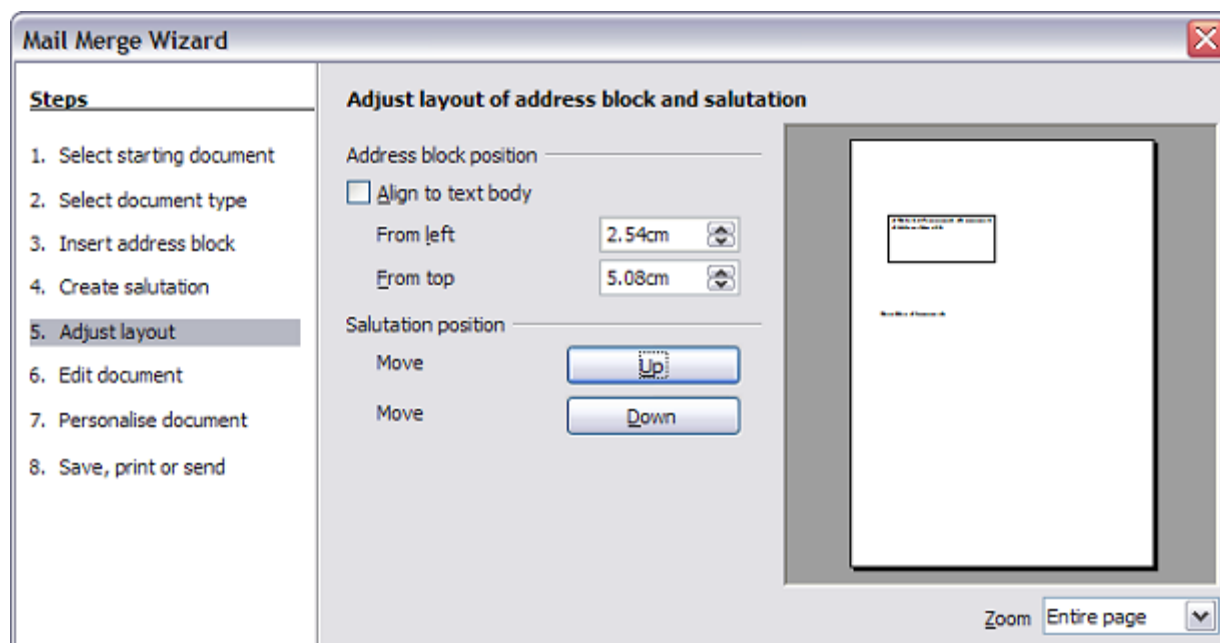 Mail Merge Wizard
Steps
1. Select starting document
2. Select document type
3. Insert address block
4. Create salutation
5. Adjust layout
6. Edit document
7. Personalise document
8. Save, print or send
Adjust layout of address block and salutation
Address block position
Align to text body
From left 2.54cm
From top 5.08cm
Salutation position
Move Up
Move Down
Zoom Entire page